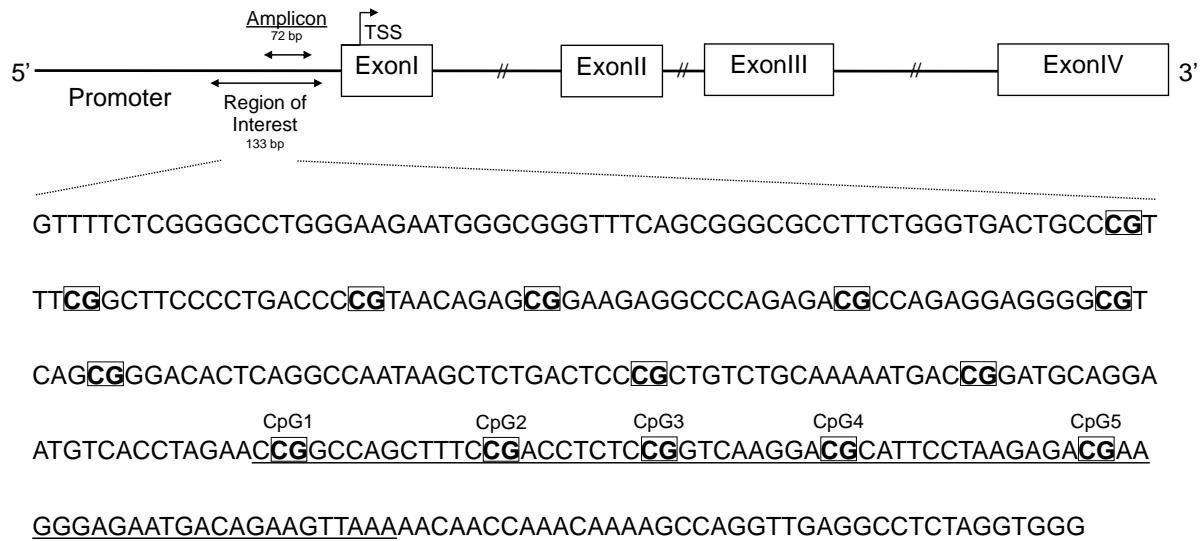 Amplicon
72 bp
TSS
5’ ExonI // ExonII // ExonIII // ExonIV 3’
Promoter
Region of
Interest
133 bp
GTTTTCTCGGGGCCTGGGAAGAATGGGCGGGTTTCAGCGGGCGCCTTCTGGGTGACTGCCCGT
TTCGGCTTCCCCTGACCCCGTAACAGAGCGGAAGAGGCCCAGAGACGCCAGAGGAGGGGCGT
CAGCGGGACACTCAGGCCAATAAGCTCTGACTCCCGCTGTCTGCAAAAATGACCGGATGCAGGA
CpG1 CpG2 CpG3 CpG4 CpG5
ATGTCACCTAGAACCGGCCAGCTTTCCGACCTCTCCGGTCAAGGACGCATTCCTAAGAGACGAA
GGGAGAATGACAGAAGTTAAAACAACCAAACAAAAGCCAGGTTGAGGCCTCTAGGTGGG